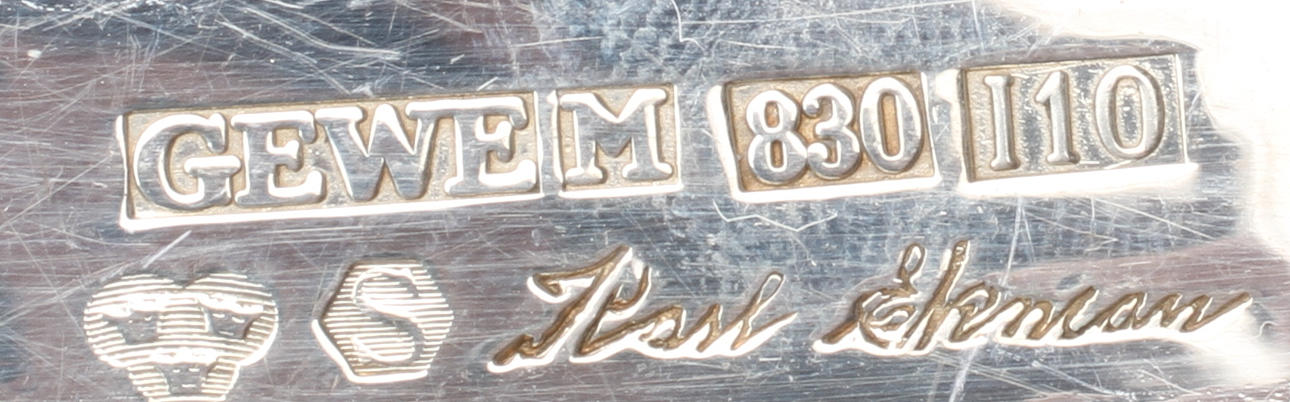 GEWE M 830 I10
S Karl Ekman